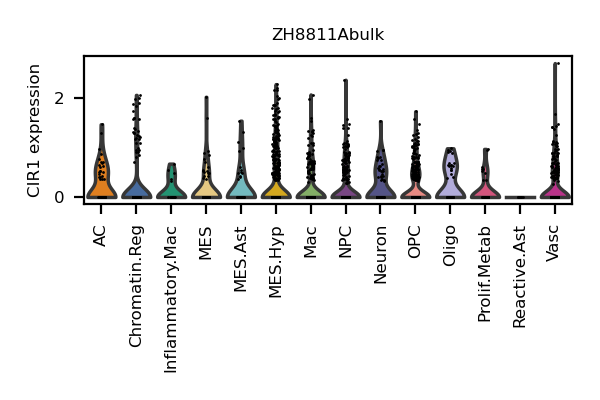 ZH8811Abulk
CIR1 expression
2
0
AC
Chromatin.Reg
Inflammatory.Mac
MES
MES.Ast
MES.Hyp
Mac
NPC
Neuron
OPC
Oligo
Prolif.Metab
Reactive.Ast
Vasc